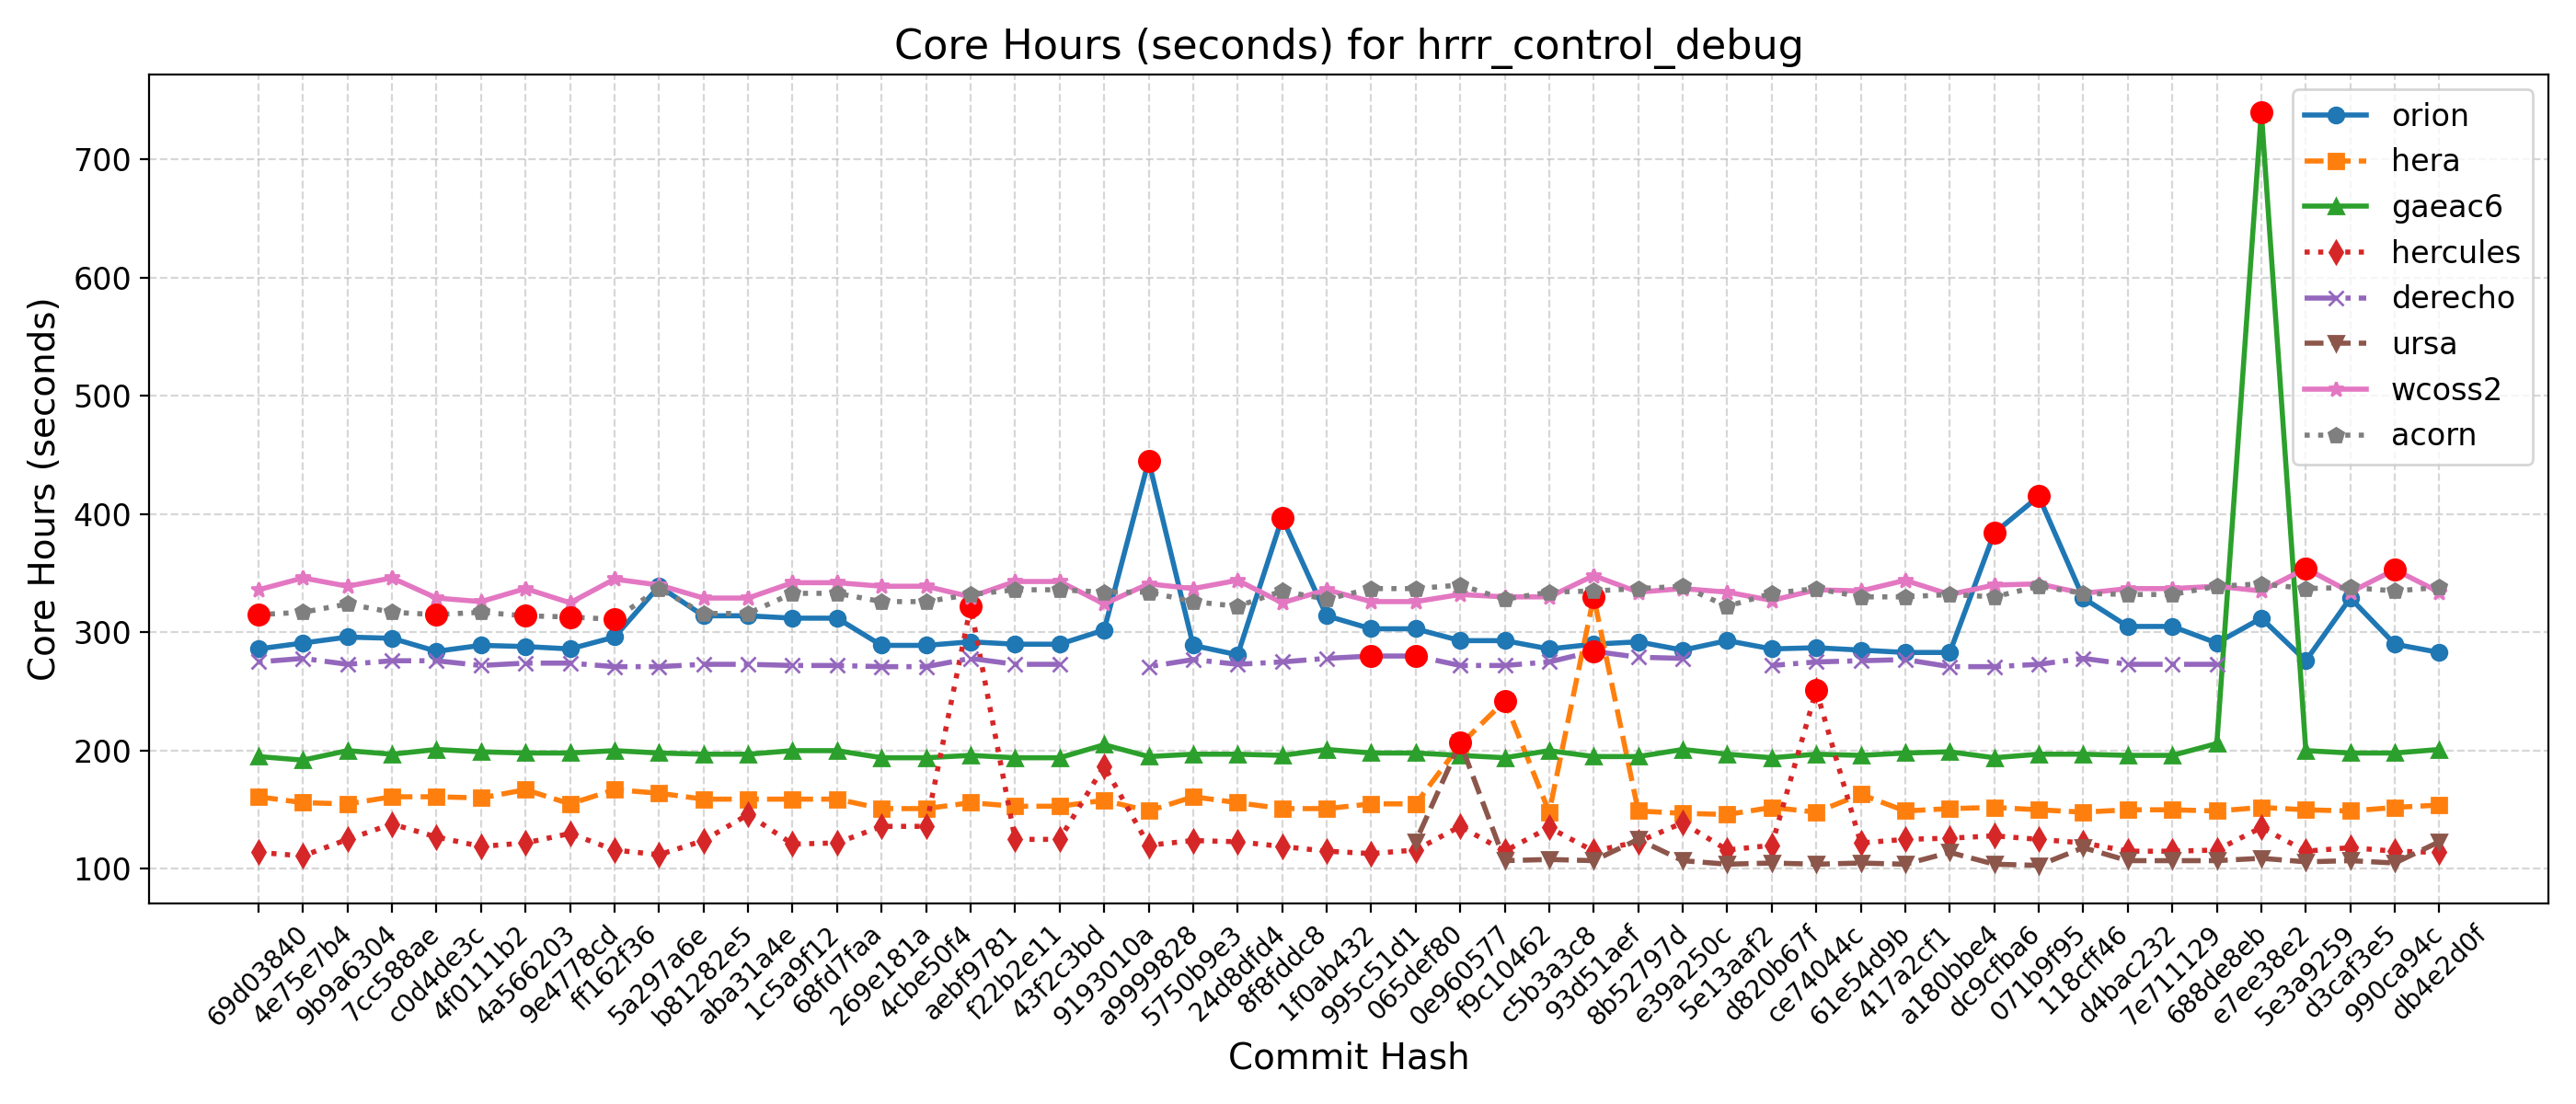 Core Hours (seconds) for hrrr_control_debug
Core Hours (seconds)
700
600
500
400
300
200
100
orion
hera
gaeac6
hercules
derecho
ursa
wcoss2
acorn
69d03840
4e75e7b4
9b9a6304
7cc588ae
c0d4de3c
4f0111b2
4a566203
9e4778cd
ff162f36
5a297a6e
b81282e5
aba31a4e
1c5a9f12
68fd7faa
269e181a
4cbe50f4
aebf9781
f22b2e11
43f2c3bd
9193010a
a9999828
5750b9e3
24d8dfd4
8f8fddc8
1f0ab432
995c51d1
065def80
0e960577
f9c10462
c5b3a3c8
93d51aef
8b52797d
e39a250c
5e13aaf2
d820b67f
ce74044c
61e54d9b
417a2cf1
a180bbe4
dc9cfba6
071b9f95
118cff46
d4bac232
7e711129
688de8eb
e7ee38e2
5e3a9259
d3caf3e5
990ca94c
db4e2d0f
Commit Hash